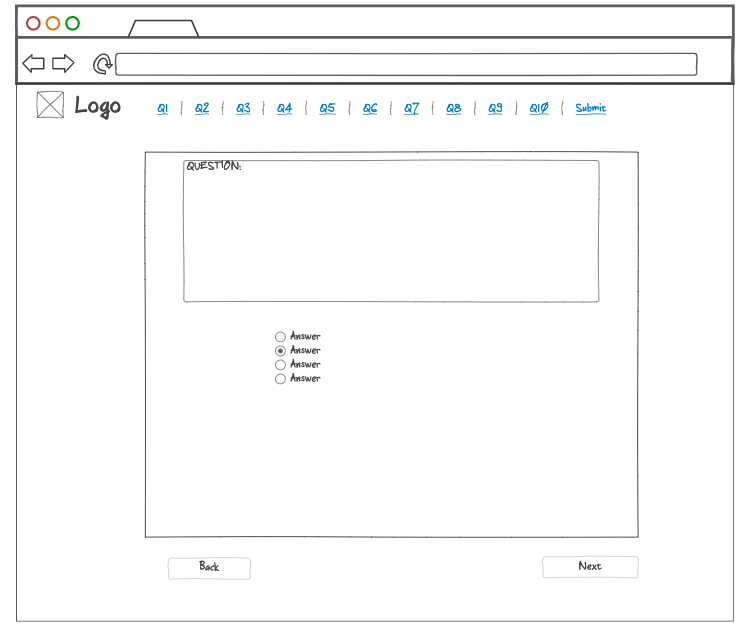 Logo
Q1 | Q2 | Q3 | Q4 | Q5 | Q6 | Q7 | Q8 | Q9 | Q10 | Submit
QUESTION:
Answer
Answer
Answer
Answer
Back
Next